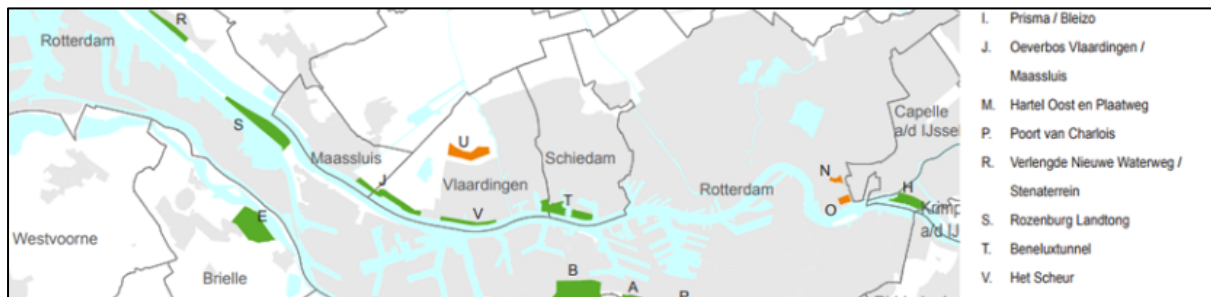 R
Rotterdam
S
Maassluis
J
U
Vlaardingen
V
Schiedam
T
Rotterdam
N
O
Capelle
a/d IJssel
H
Krimp
a/d IJ
E
Westvoorne
Brielle
B
A
I. Prisma / Bleizo
J. Oeverbos Vlaardingen /
Maassluis
M. Hartel Oost en Plaatweg
P. Poort van Charlois
R. Verlengde Nieuwe Waterweg /
Stenaterrein
S. Rozenburg Landtong
T. Beneluxtunnel
V. Het Scheur